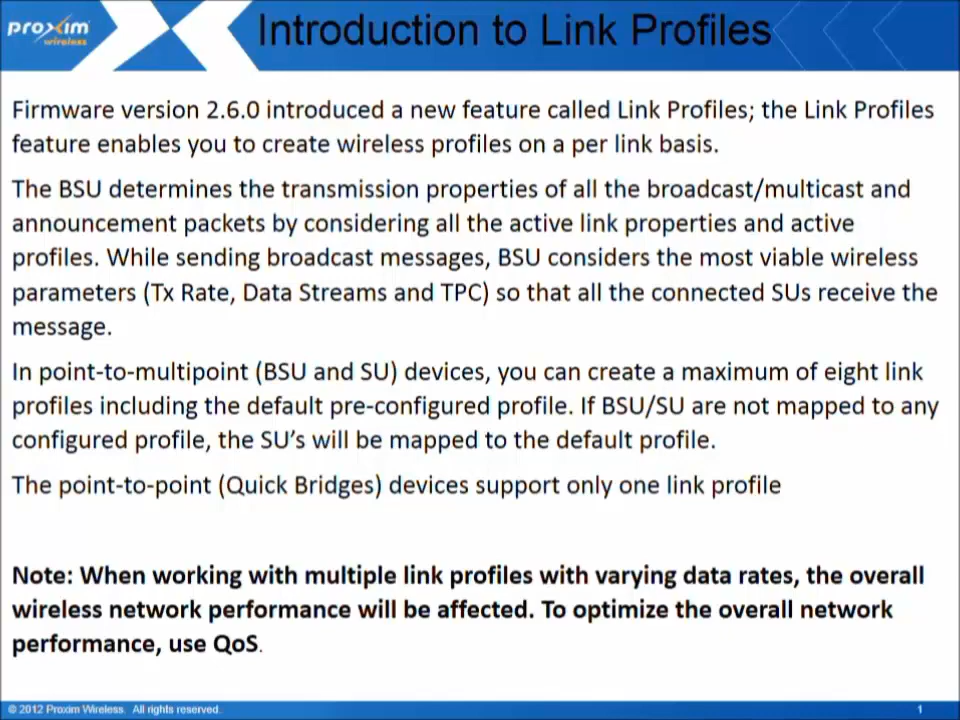 proxim
wireless
Introduction to Link Profiles
Firmware version 2.6.0 introduced a new feature called Link Profiles; the Link Profiles
feature enables you to create wireless profiles on a per link basis.
The BSU determines the transmission properties of all the broadcast/multicast and
announcement packets by considering all the active link properties and active
profiles. While sending broadcast messages, BSU considers the most viable wireless
parameters (Tx Rate, Data Streams and TPC) so that all the connected SUs receive the
message.
In point-to-multipoint (BSU and SU) devices, you can create a maximum of eight link
profiles including the default pre-configured profile. If BSU/SU are not mapped to any
configured profile, the SU’s will be mapped to the default profile.
The point-to-point (Quick Bridges) devices support only one link profile
Note: When working with multiple link profiles with varying data rates, the overall
wireless network performance will be affected. To optimize the overall network
performance, use QoS.
© 2012 Proxim Wireless. All rights reserved.
1